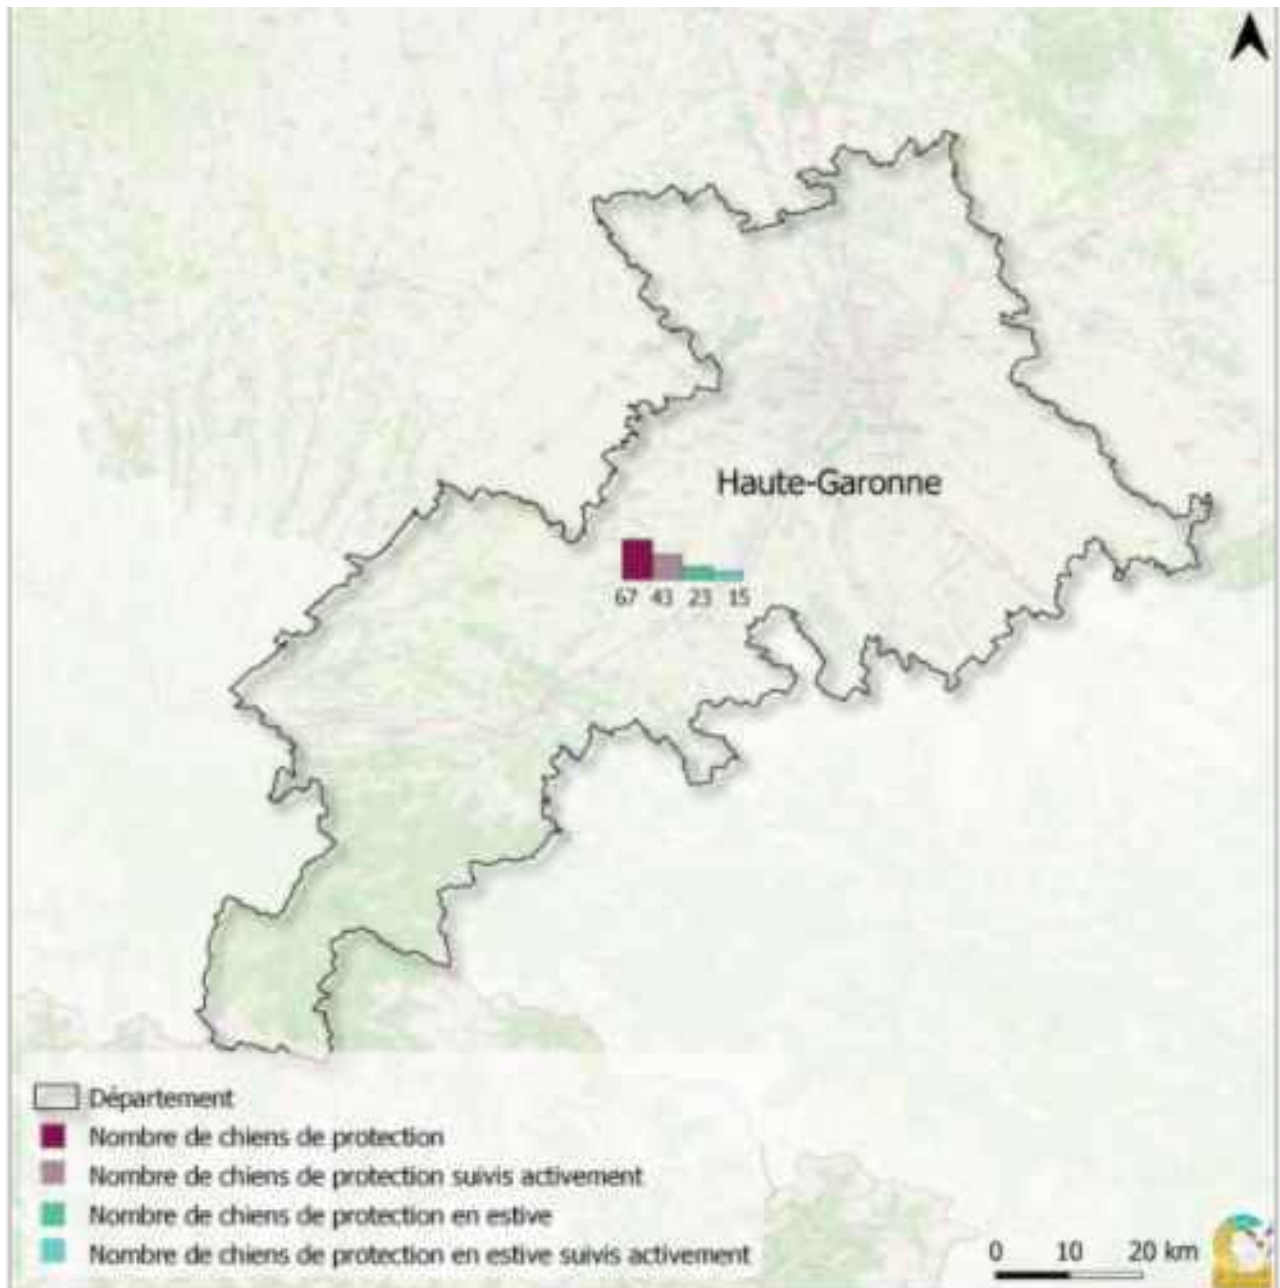 Haute-Garonne
67 43 23 15
Département
Nombre de chiens de protection
Nombre de chiens de protection suivis activement
Nombre de chiens de protection en estive
Nombre de chiens de protection en estive suivis activement
0 10 20 km